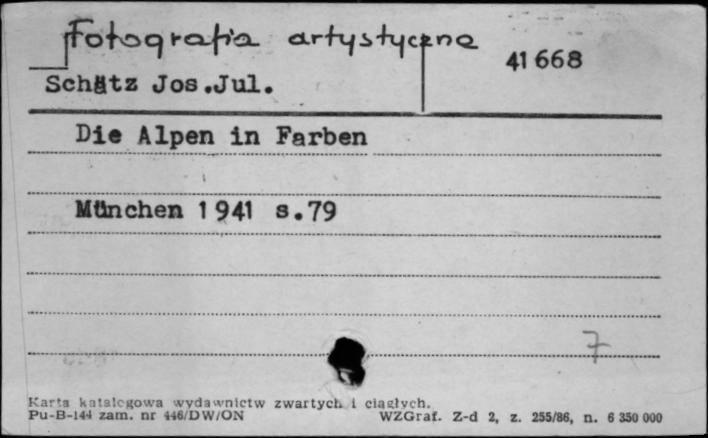 Fotografia artystyczna
41 668
Schätz Jos.Jul.
Die Alpen in Farben
München 1941 s.79
7
Karta katalogowa wydawnictw zwartych i ciągłych.
Pu-B-144 zam. nr 446/DW/ON
WZGraf. Z-d 2, z. 255/86, n. 6 350 000